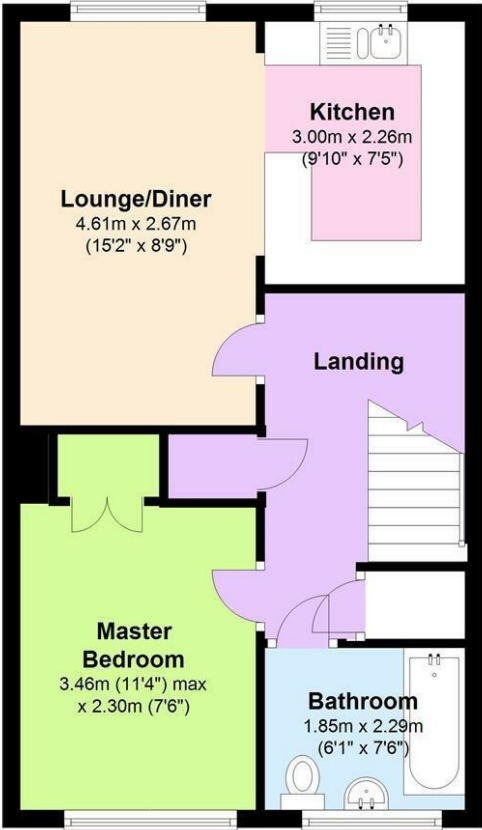 Kitchen
3.00m x 2.26m
(9'10" x 7'5")
Lounge/Diner
4.61m x 2.67m
(15'2" x 8'9")
Landing
Master
Bedroom
3.46m (11'4") max
x 2.30m (7'6")
Bathroom
1.85m x 2.29m
(6'1" x 7'6")